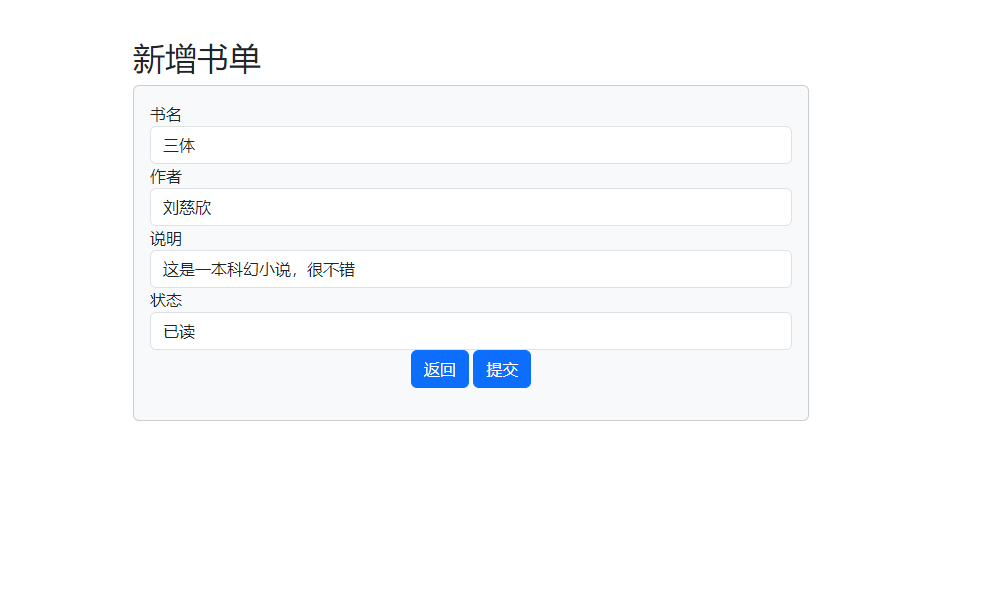 新增书单
书名
三体
作者
刘慈欣
说明
这是一本科幻小说，很不错
状态
已读
返回 提交